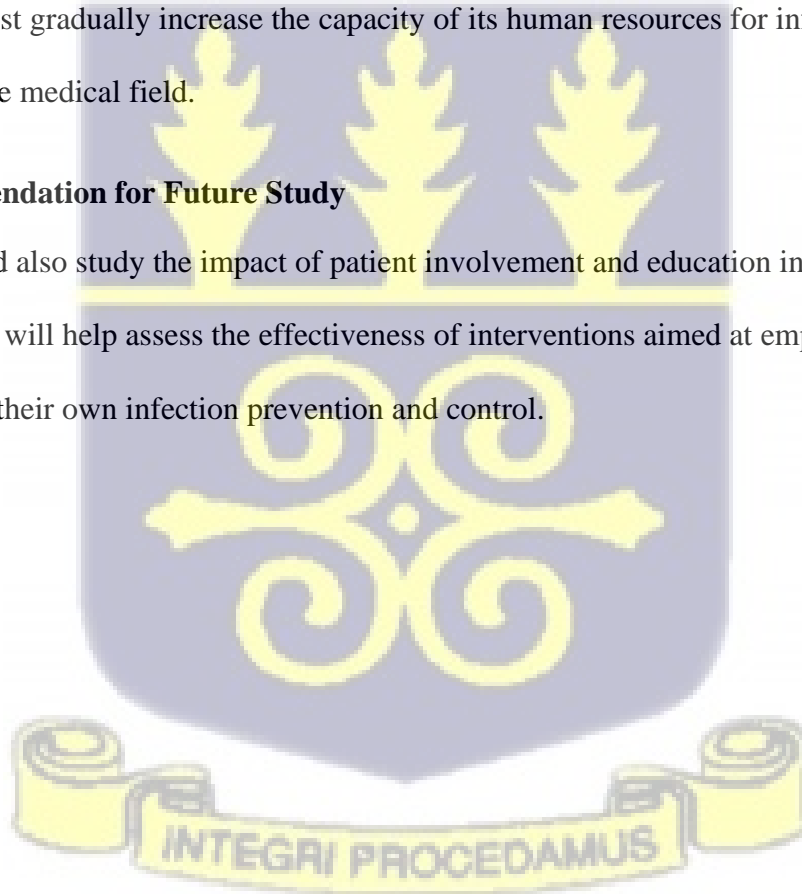 st gradually increase the capacity of its human resources for in
e medical field.
endation for Future Study
d also study the impact of patient involvement and education in
will help assess the effectiveness of interventions aimed at emp
their own infection prevention and control.
INTEGRI PROCEDAMUS